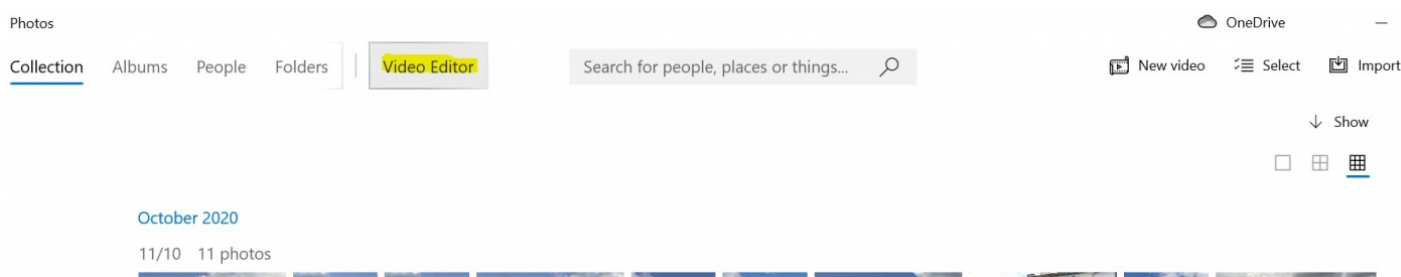 Photos OneDrive
Collection Albums People Folders Video Editor Search for people, places or things... New video Select Import
Show
October 2020
11/10 11 photos